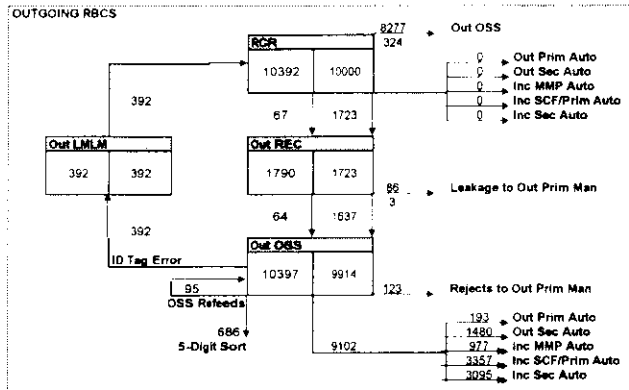 OUTGOING RBCS
8277 Out OSS
324
RCR
10392 10000
0 Out Prim Auto
0 Out Sec Auto
0 Inc MMP Auto
0 Inc SCF/Prim Auto
0 Inc Sec Auto
392
67 1723
Out LMLM
392 392
Out REC
1790 1723
86 Leakage to Out Prim Man
3
64 1637
392
Out OSS
ID Tag Error
10397 9914
95
OSS Refeeds
123 Rejects to Out Prim Man
686
5-Digit Sort
9102
193 Out Prim Auto
1480 Out Sec Auto
977 Inc MMP Auto
3357 Inc SCF/Prim Auto
3095 Inc Sec Auto